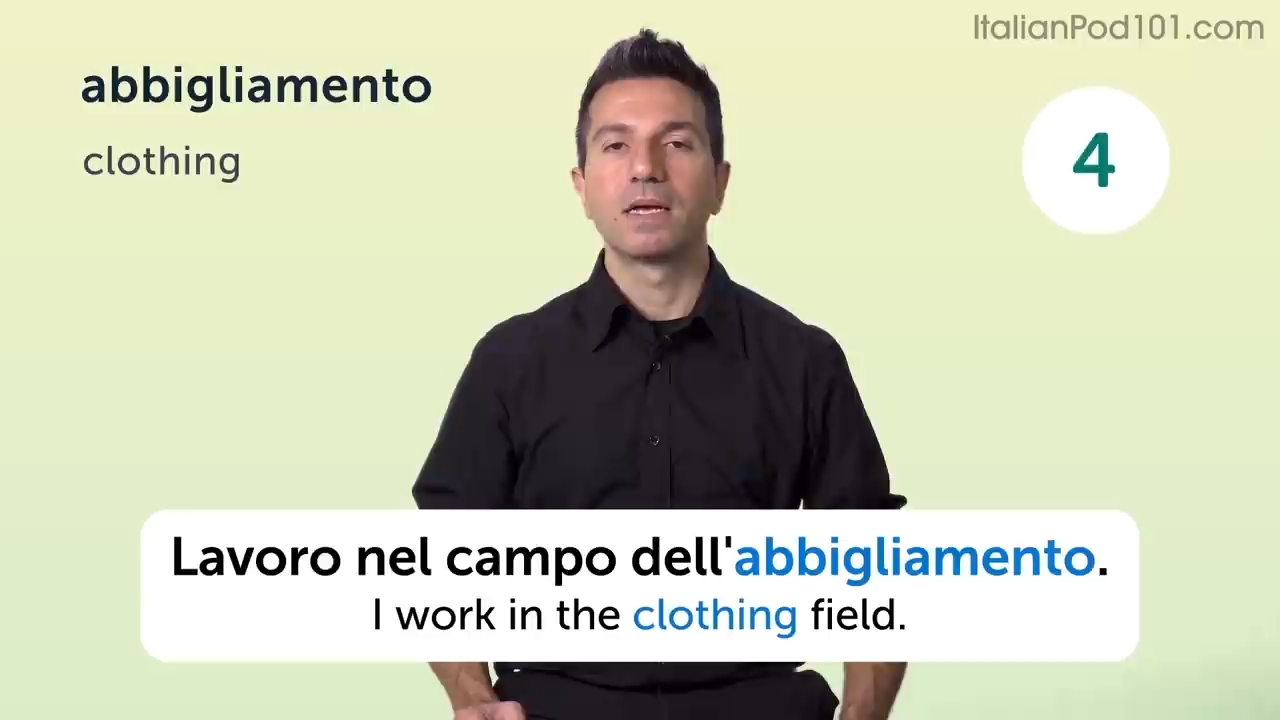 ItalianPod101.com
abbigliamento
clothing
4
Lavoro nel campo dell'abbigliamento.
I work in the clothing field.